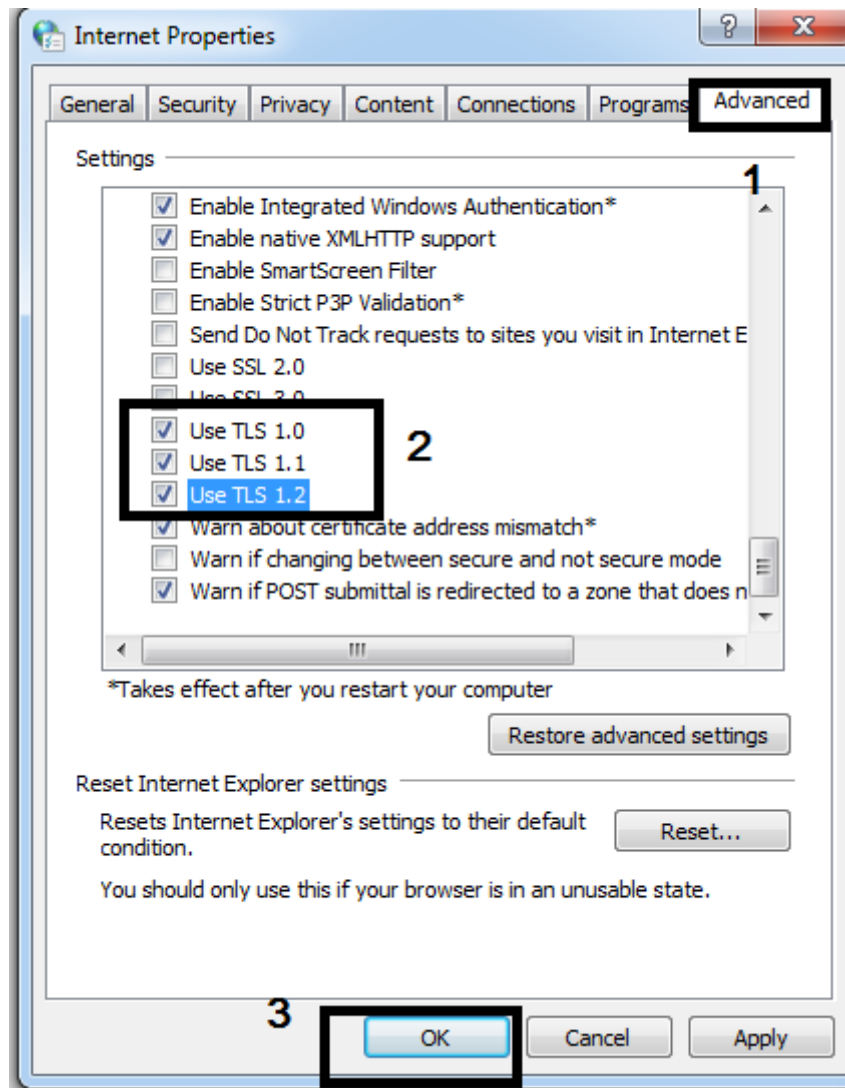 Internet Properties
General Security Privacy Content Connections Programs Advanced
1
Settings
Enable Integrated Windows Authentication*
Enable native XMLHTTP support
Enable SmartScreen Filter
Enable Strict P3P Validation*
Send Do Not Track requests to sites you visit in Internet E
Use SSL 2.0
Use SSL 3.0
Use TLS 1.0
2
Use TLS 1.1
Use TLS 1.2
Warn about certificate address mismatch*
Warn if changing between secure and not secure mode
Warn if POST submittal is redirected to a zone that does n
*Takes effect after you restart your computer
Restore advanced settings
Reset Internet Explorer settings
Resets Internet Explorer's settings to their default
condition.
Reset...
You should only use this if your browser is in an unusable state.
3
OK Cancel Apply